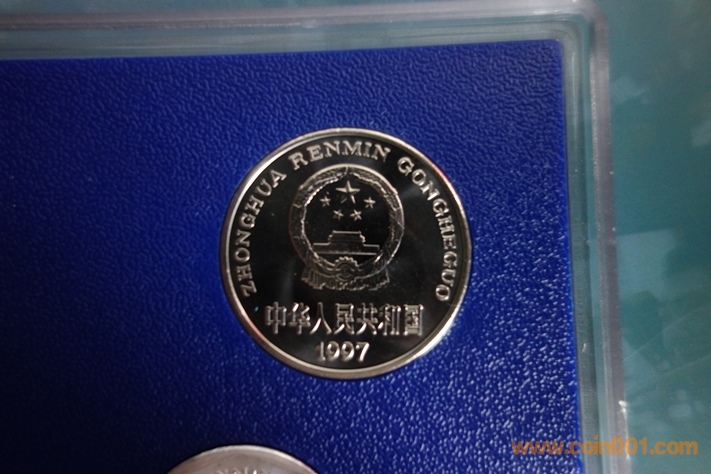 ZHONGHUA RENMIN GONGHEGUO
中华人民共和国
1997
www.coin001.com